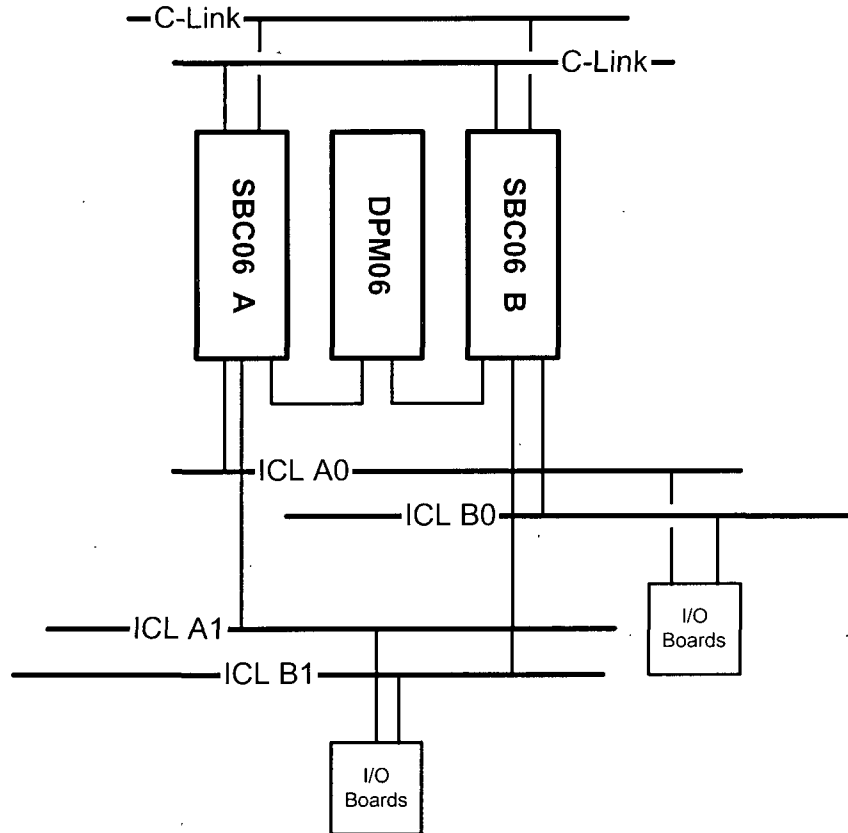 C-Link
C-Link
SBC06 A
DPM06
SBC06 B
ICL A0
ICL B0
I/O
Boards
ICL A1
ICL B1
I/O
Boards